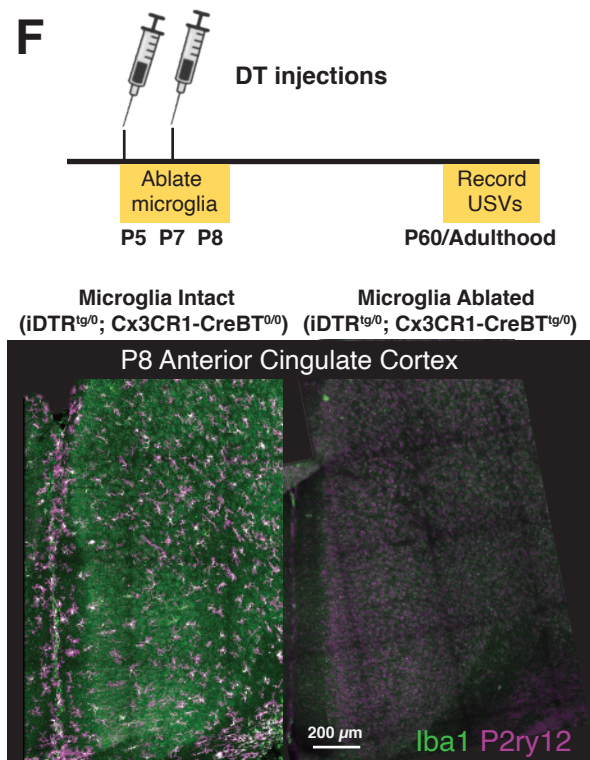 F
DT injections
Ablate
microglia
Record
USVs
P5 P7 P8
P60/Adulthood
Microglia Intact
(iDTRtg/0; Cx3CR1-CreBT0/0)
Microglia Ablated
(iDTRtg/0; Cx3CR1-CreBTtg/0)
P8 Anterior Cingulate Cortex
200 µm
Iba1 P2ry12